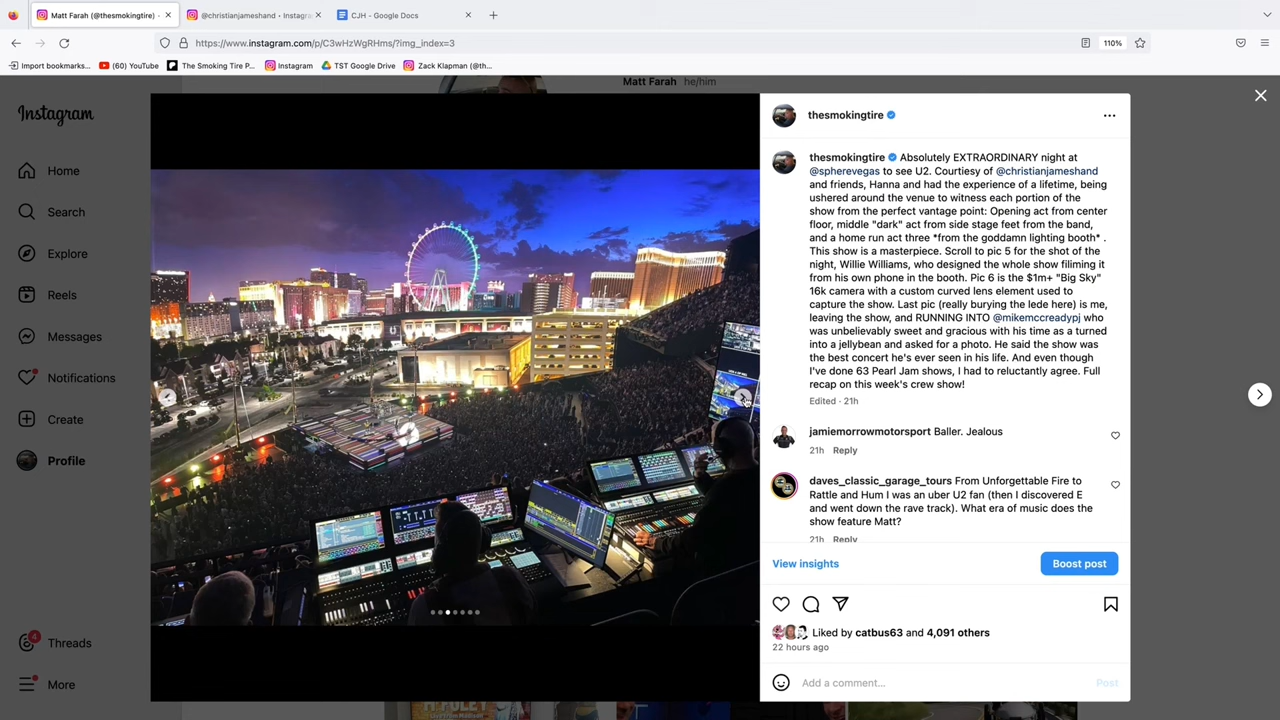 Matt Farah (@thesmokingtire) -
@christianjameshand • Instagra
CJH - Google Docs
https://www.instagram.com/p/C3wHzWgRHms/?img_index=3
110%
Import bookmarks...
(60) YouTube
The Smoking Tire P...
Instagram
TST Google Drive
Zack Klapman (@th...
Matt Farah he/him
Instagram
Home
Search
Explore
Reels
Messages
Notifications
Create
Profile
4
Threads
More
thesmokingtire
thesmokingtire Absolutely EXTRAORDINARY night at
@spherevegas to see U2. Courtesy of @christianjameshand
and friends, Hanna and had the experience of a lifetime, being
ushered around the venue to witness each portion of the
show from the perfect vantage point: Opening act from center
floor, middle "dark" act from side stage feet from the band,
and a home run act three *from the goddamn lighting booth* .
This show is a masterpiece. Scroll to pic 5 for the shot of the
night, Willie Williams, who designed the whole show filiming it
from his own phone in the booth. Pic 6 is the $1m+ "Big Sky"
16k camera with a custom curved lens element used to
capture the show. Last pic (really burying the lede here) is me,
leaving the show, and RUNNING INTO @mikemccreadypj who
was unbelievably sweet and gracious with his time as a turned
into a jellybean and asked for a photo. He said the show was
the best concert he's ever seen in his life. And even though
I've done 63 Pearl Jam shows, I had to reluctantly agree. Full
recap on this week's crew show!
Edited · 21h
jamiemorrowmotorsport Baller. Jealous
21h Reply
daves_classic_garage_tours From Unforgettable Fire to
Rattle and Hum I was an uber U2 fan (then I discovered E
and went down the rave track). What era of music does the
show feature Matt?
21h Reply
View insights
Boost post
Liked by catbus63 and 4,091 others
22 hours ago
Add a comment...
Post